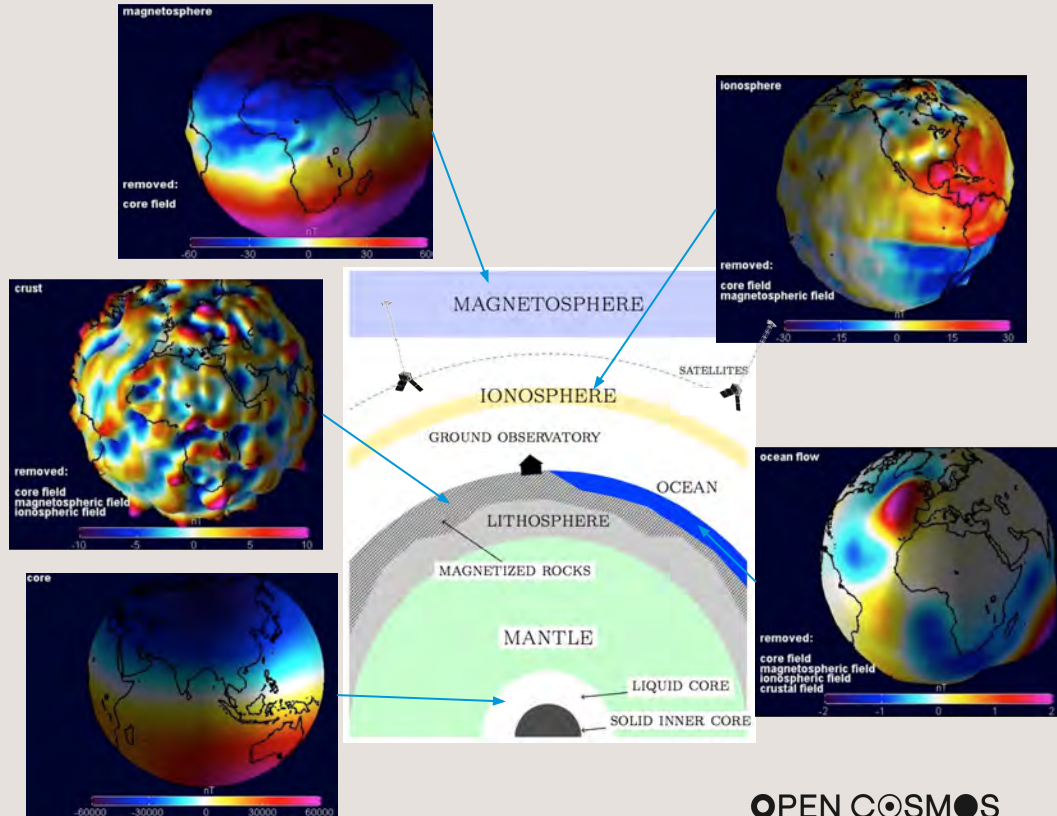 magnetosphere
removed:
core field
nT
-60 -30 0 30 60
ionosphere
removed:
core field
magnetospheric field
nT
-30 -15 0 15 30
crust
removed:
core field
magnetospheric field
ionospheric field
nT
-10 -5 0 5 10
MAGNETOSPHERE
SATELLITES
IONOSPHERE
GROUND OBSERVATORY
OCEAN
LITHOSPHERE
MAGNETIZED ROCKS
MANTLE
LIQUID CORE
SOLID INNER CORE
ocean flow
removed:
core field
magnetospheric field
ionospheric field
crustal field
nT
-2 -1 0 1 2
core
nT
-60000 -30000 0 30000 60000
OPEN COSMOS